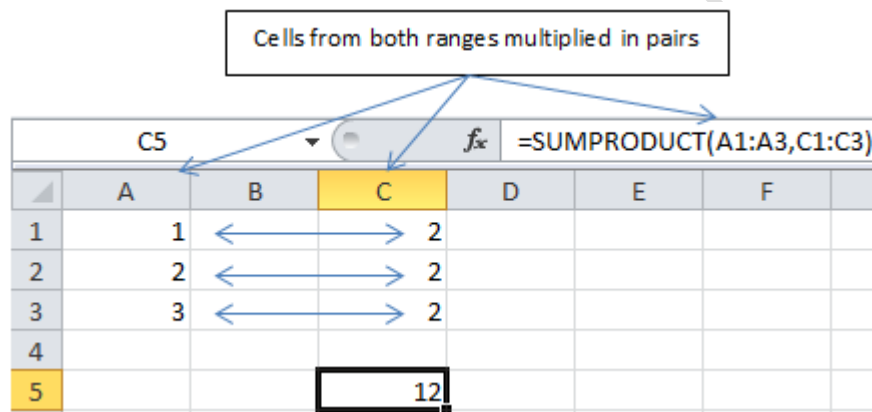 Cells from both ranges multiplied in pairs
C5 fx =SUMPRODUCT(A1:A3,C1:C3)
A B C D E F
1 1 2
2 2 2
3 3 2
4
5 12